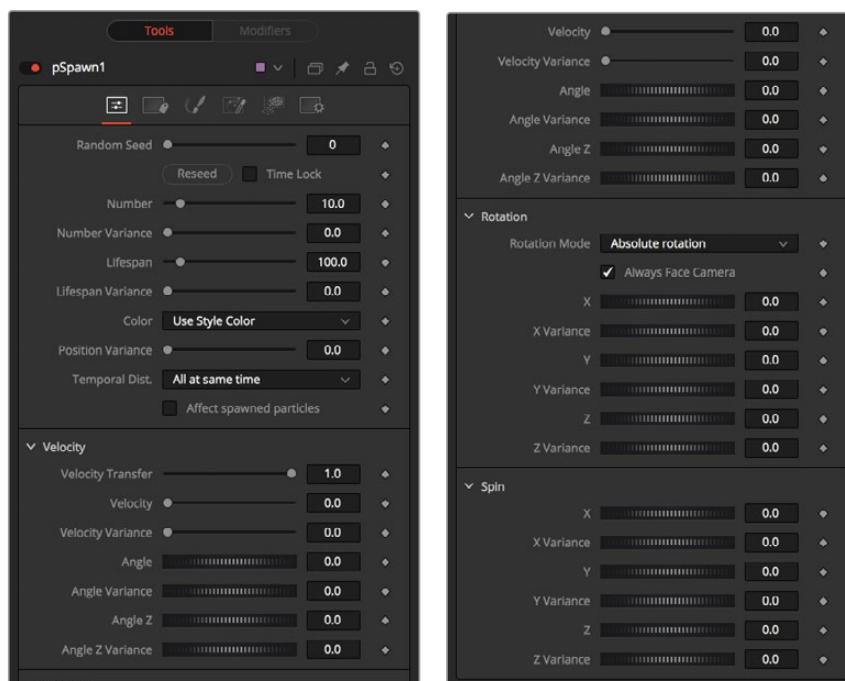 Tools Modifiers
pSpawn1
Random Seed 0
Reseed Time Lock
Number 10.0
Number Variance 0.0
Lifespan 100.0
Lifespan Variance 0.0
Color Use Style Color
Position Variance 0.0
Temporal Dist. All at same time
Affect spawned particles
Velocity
Velocity Transfer 1.0
Velocity 0.0
Velocity Variance 0.0
Angle 0.0
Angle Variance 0.0
Angle Z 0.0
Angle Z Variance 0.0
Velocity 0.0
Velocity Variance 0.0
Angle 0.0
Angle Variance 0.0
Angle Z 0.0
Angle Z Variance 0.0
Rotation
Rotation Mode Absolute rotation
Always Face Camera
X 0.0
X Variance 0.0
Y 0.0
Y Variance 0.0
Z 0.0
Z Variance 0.0
Spin
X 0.0
X Variance 0.0
Y 0.0
Y Variance 0.0
Z 0.0
Z Variance 0.0